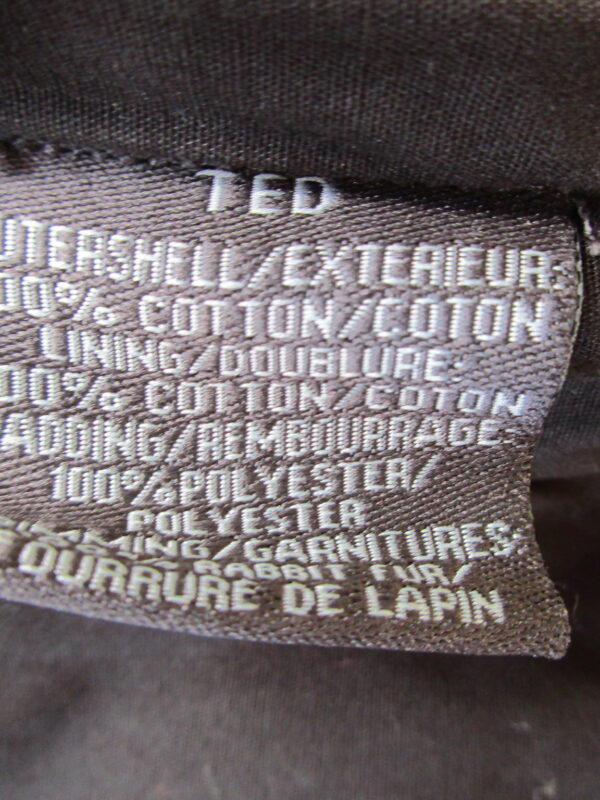 TED
UTERSHELL/EXTERIEUR:
00% COTTON/COTON
LINING/DOUBLURE:
00% COTTON/COTON
ADDING/REMBOURRAGE:
100%POLYESTER/
POLYESTER
TRIMMING/GARNITURES:
RABBIT FUR/
FOURRURE DE LAPIN